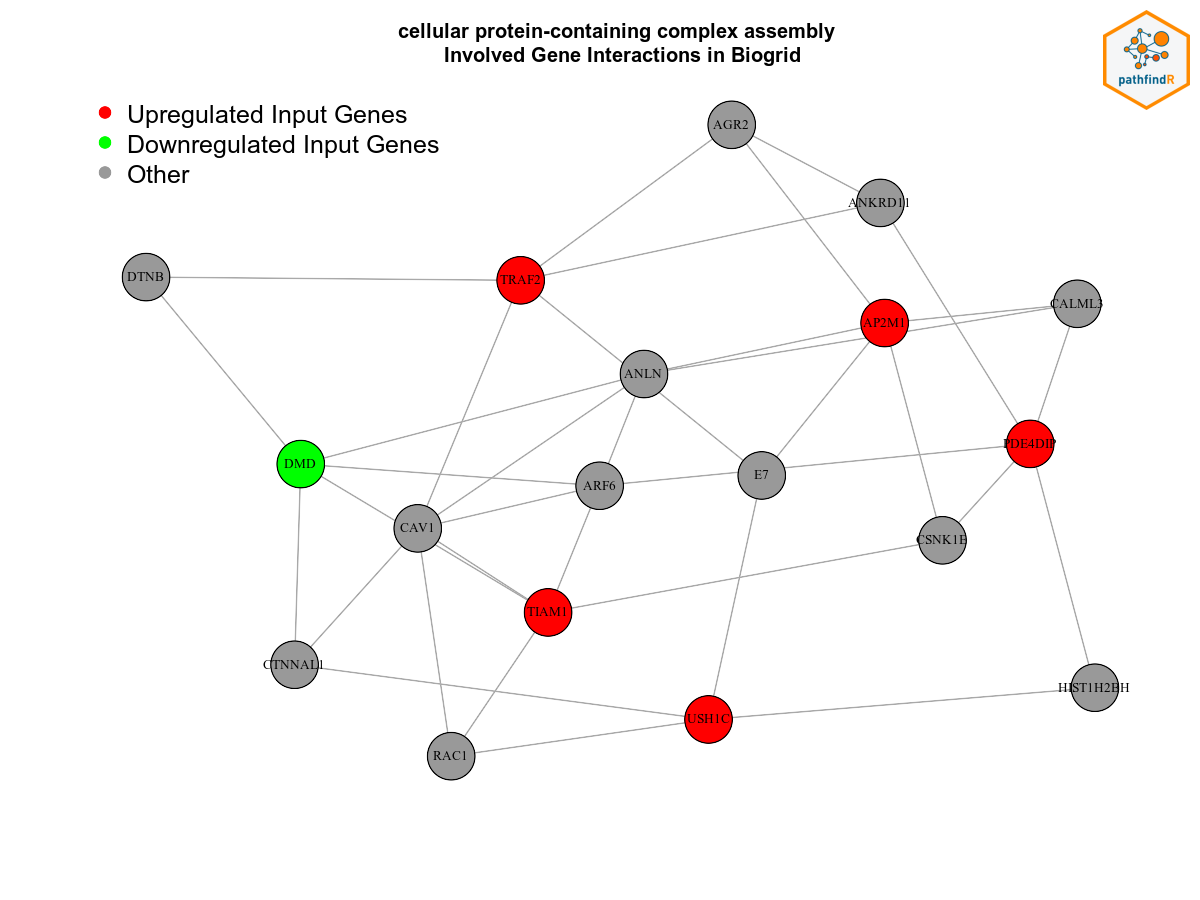 cellular protein-containing complex assembly
Involved Gene Interactions in Biogrid
pathfindR
Upregulated Input Genes
Downregulated Input Genes
Other
AGR2
ANKRD11
DTNB
TRAF2
CALML3
AP2M1
ANLN
PDE4DIP
DMD
E7
ARF6
CAV1
CSNK1E
TIAM1
CTNNAL1
HIST1H2BH
USH1C
RAC1